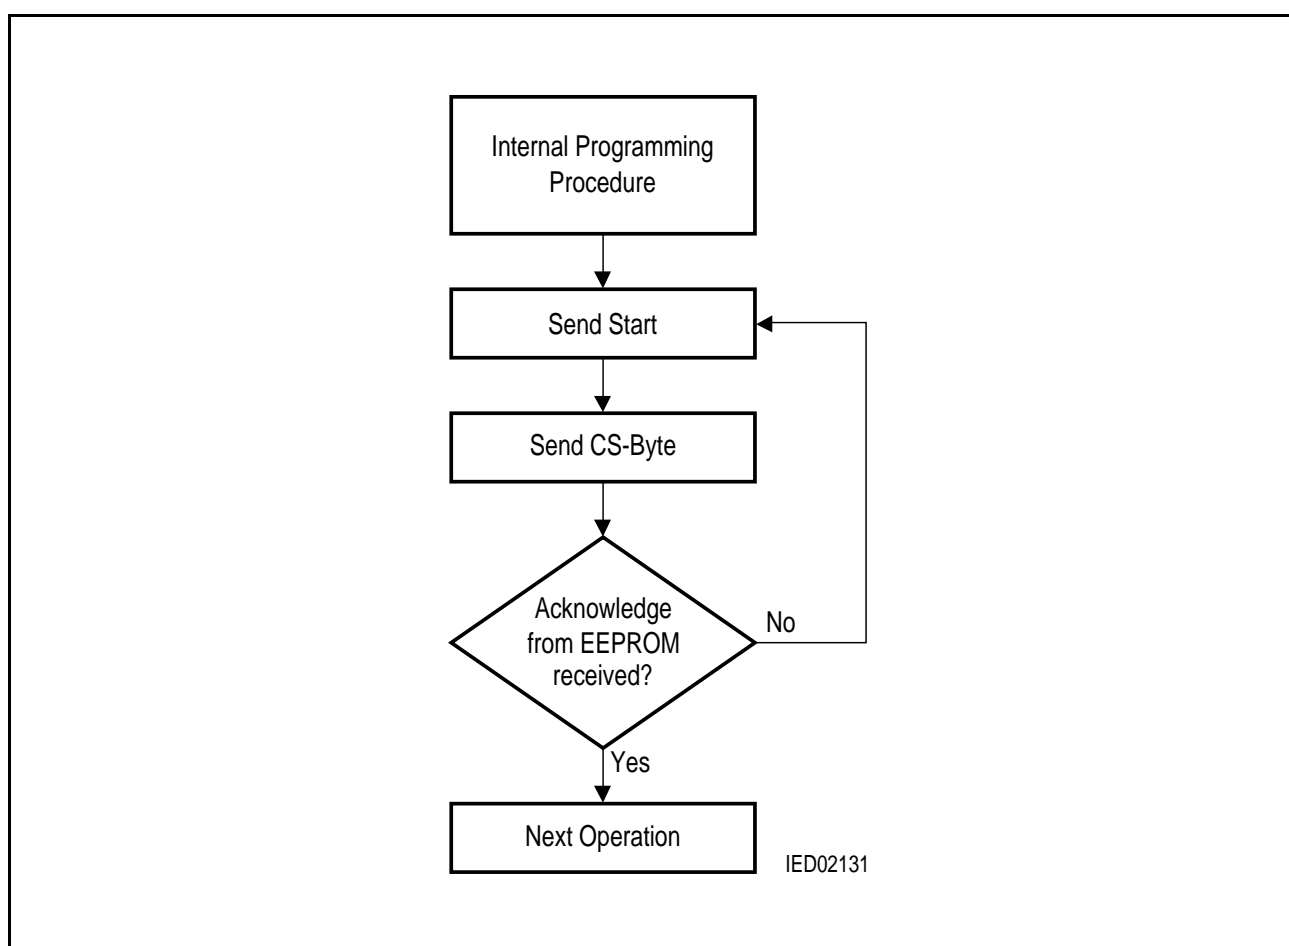 Internal Programming
Procedure
Send Start
Send CS-Byte
Acknowledge
from EEPROM
received?
No
Yes
Next Operation
IED02131